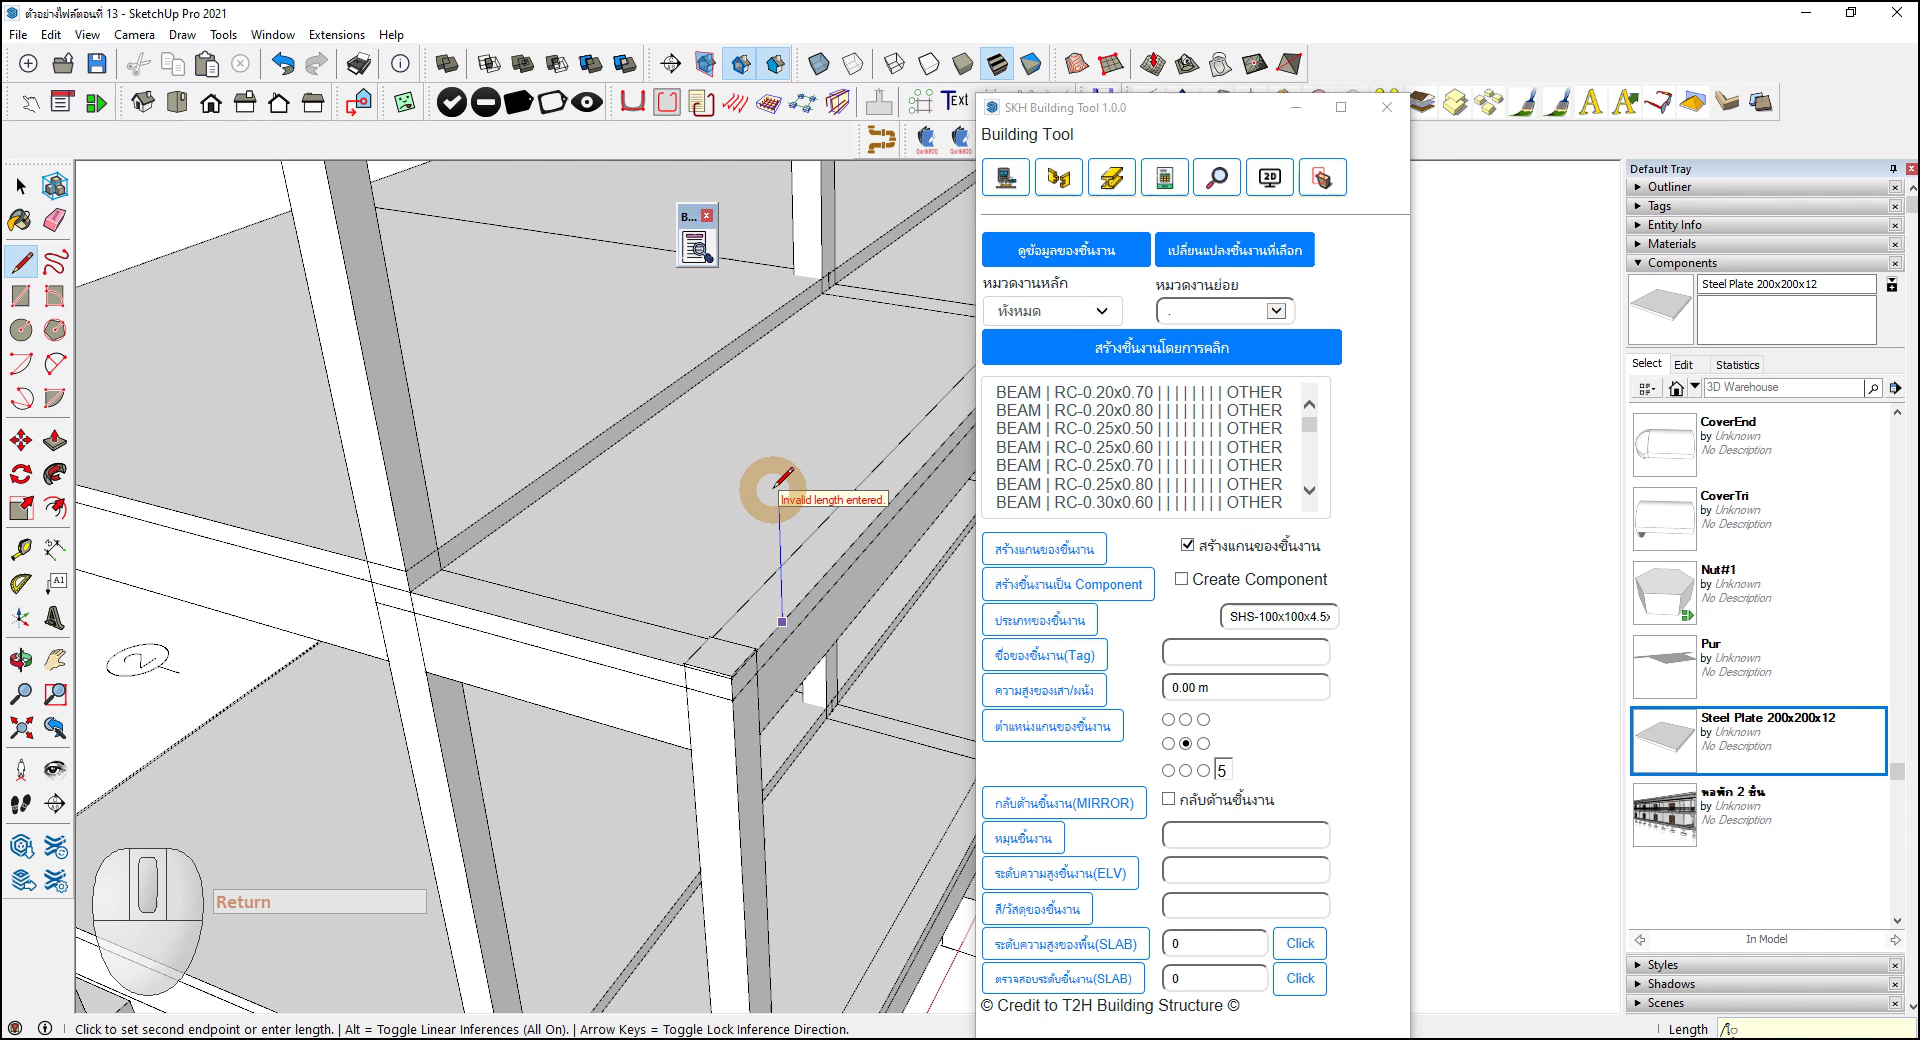 ตัวอย่างไฟล์ตอนที่ 13 - SketchUp Pro 2021
File Edit View Camera Draw Tools Window Extensions Help
Text
SKH Building Tool 1.0.0
Building Tool
2D
B...
ดูข้อมูลของชิ้นงาน
เปลี่ยนแปลงชิ้นงานที่เลือก
หมวดงานหลัก
หมวดงานย่อย
ทั้งหมด
.
สร้างชิ้นงานโดยการคลิก
BEAM | RC-0.20x0.70 | | | | | | | | OTHER
BEAM | RC-0.20x0.80 | | | | | | | | OTHER
BEAM | RC-0.25x0.50 | | | | | | | | OTHER
BEAM | RC-0.25x0.60 | | | | | | | | OTHER
BEAM | RC-0.25x0.70 | | | | | | | | OTHER
BEAM | RC-0.25x0.80 | | | | | | | | OTHER
BEAM | RC-0.30x0.60 | | | | | | | | OTHER
สร้างแกนของชิ้นงาน
สร้างแกนของชิ้นงาน
สร้างชิ้นงานเป็น Component
Create Component
ประเภทของชิ้นงาน
SHS-100x100x4.5x
ชื่อของชิ้นงาน(Tag)
ความสูงของเสา/ผนัง
0.00 m
ตำแหน่งแกนของชิ้นงาน
5
กลับด้านชิ้นงาน(MIRROR)
กลับด้านชิ้นงาน
หมุนชิ้นงาน
ระดับความสูงชิ้นงาน(ELV)
สี/วัสดุของชิ้นงาน
ระดับความสูงของพื้น(SLAB)
0
Click
ตรวจสอบระดับชิ้นงาน(SLAB)
0
Click
© Credit to T2H Building Structure ©
Invalid length entered.
2
A1
Return
Default Tray
Outliner
Tags
Entity Info
Materials
Components
Steel Plate 200x200x12
Select Edit Statistics
3D Warehouse
CoverEnd
by Unknown
No Description
CoverTri
by Unknown
No Description
Nut#1
by Unknown
No Description
Pur
by Unknown
No Description
Steel Plate 200x200x12
by Unknown
No Description
หอพัก 2 ชั้น
by Unknown
No Description
In Model
Styles
Shadows
Scenes
Click to set second endpoint or enter length. | Alt = Toggle Linear Inferences (All On). | Arrow Keys = Toggle Lock Inference Direction.
Length